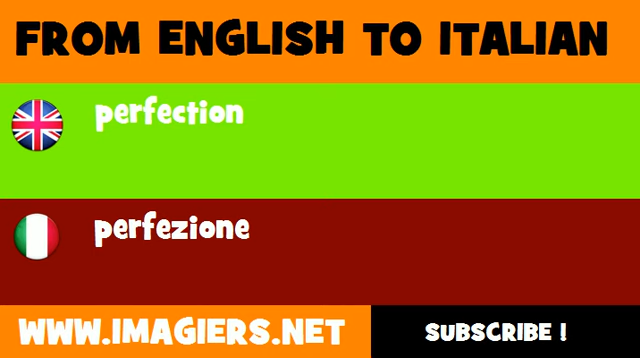 FROM ENGLISH TO ITALIAN
perfection
perfezione
WWW.IMAGIERS.NET
SUBSCRIBE !